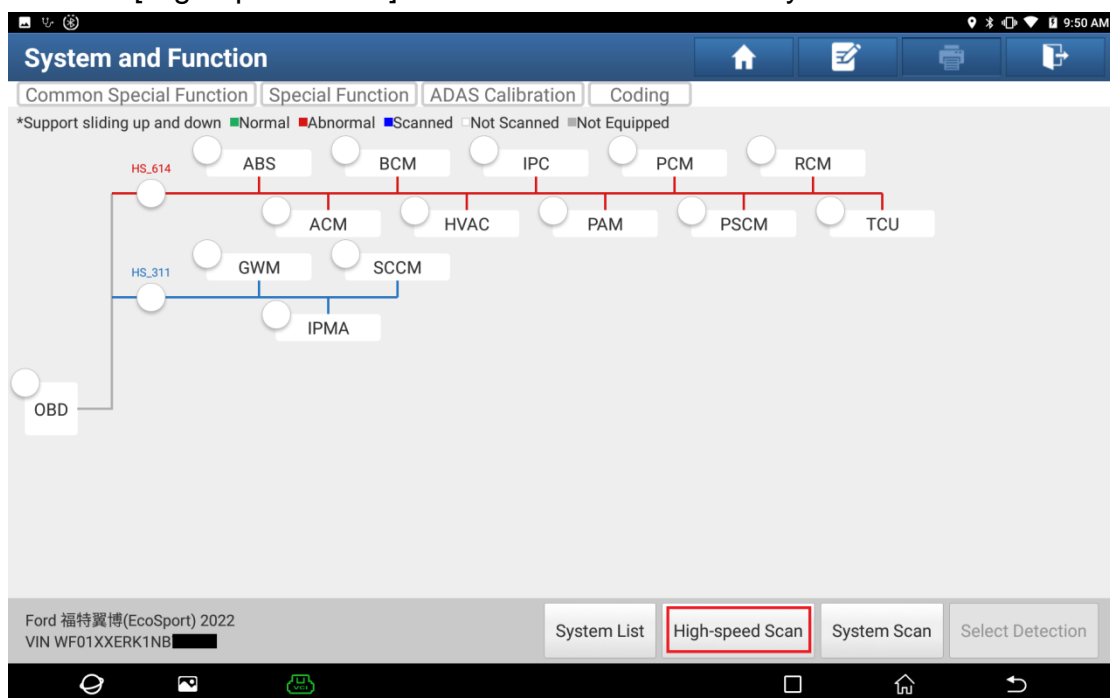 9:50 AM
System and Function
Common Special Function Special Function ADAS Calibration Coding
*Support sliding up and down Normal Abnormal Scanned Not Scanned Not Equipped
HS_614
ABS BCM IPC PCM RCM
ACM HVAC PAM PSCM TCU
HS_311
GWM SCCM
IPMA
OBD
Ford 福特翼博(EcoSport) 2022
VIN WF01XXERK1NB
System List High-speed Scan System Scan Select Detection
VCI